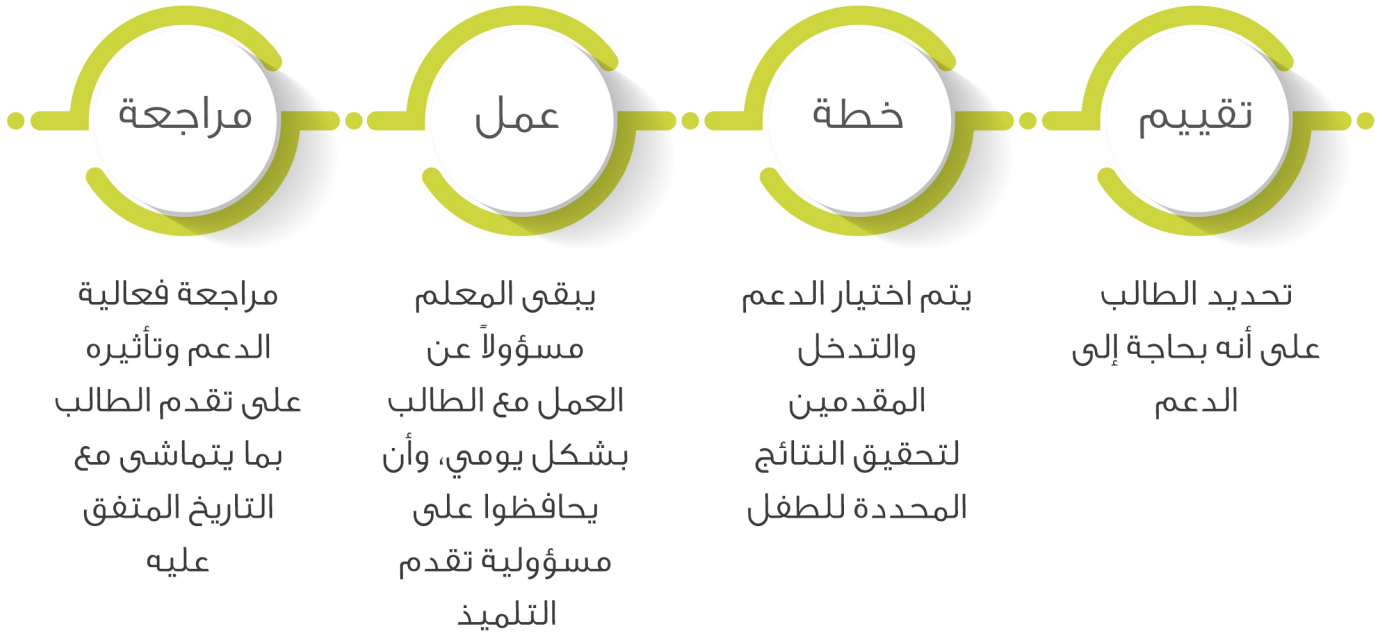 تقييم
تحديد الطالب
على أنه بحاجة إلى
الدعم
خطة
يتم اختيار الدعم
والتدخل
المقدمين
لتحقيق النتائج
المحددة للطفل
عمل
يبقى المعلم
مسؤولاً عن
العمل مع الطالب
بشكل يومي، وأن
يحافظوا على
مسؤولية تقدم
التلميذ
مراجعة
مراجعة فعالية
الدعم وتأثيره
على تقدم الطالب
بما يتماشى مع
التاريخ المتفق
عليه